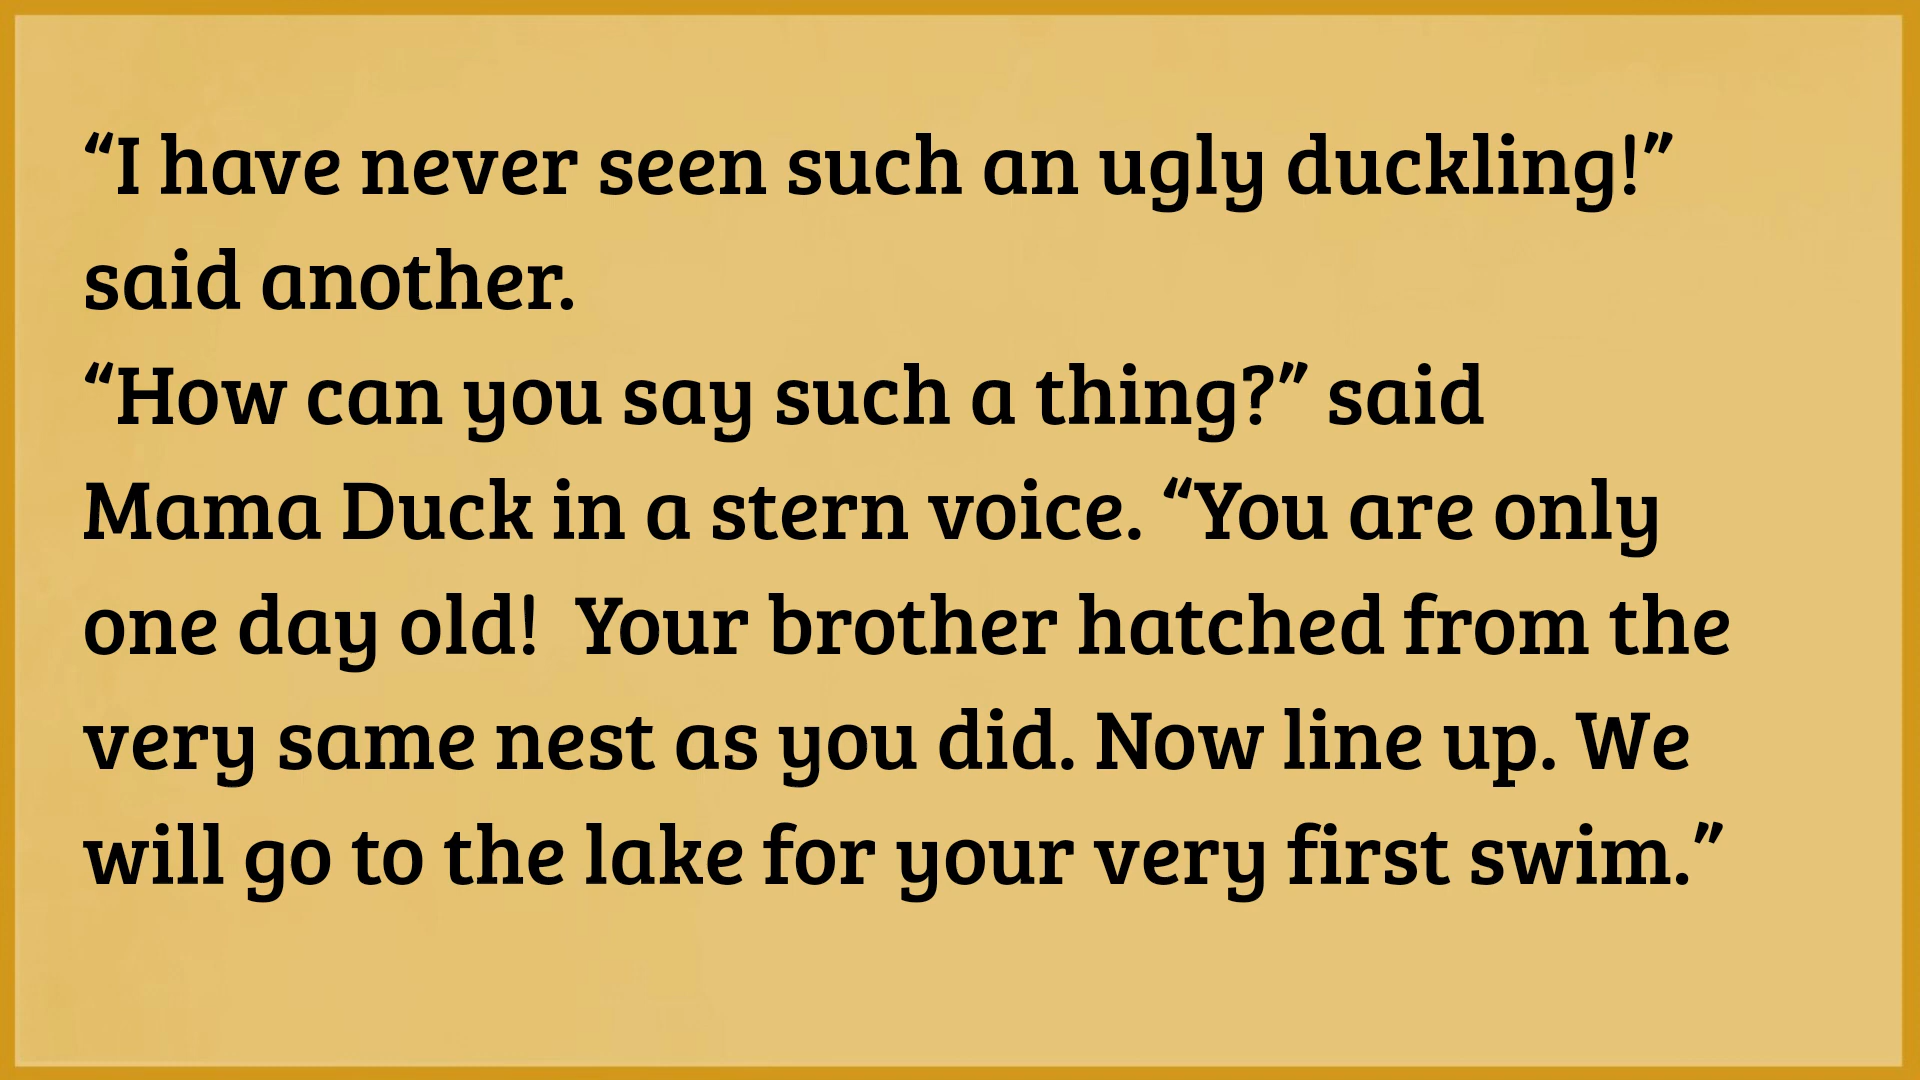 “I have never seen such an ugly duckling!”
said another.
“How can you say such a thing?” said
Mama Duck in a stern voice. “You are only
one day old!  Your brother hatched from the
very same nest as you did. Now line up. We
will go to the lake for your very first swim.”